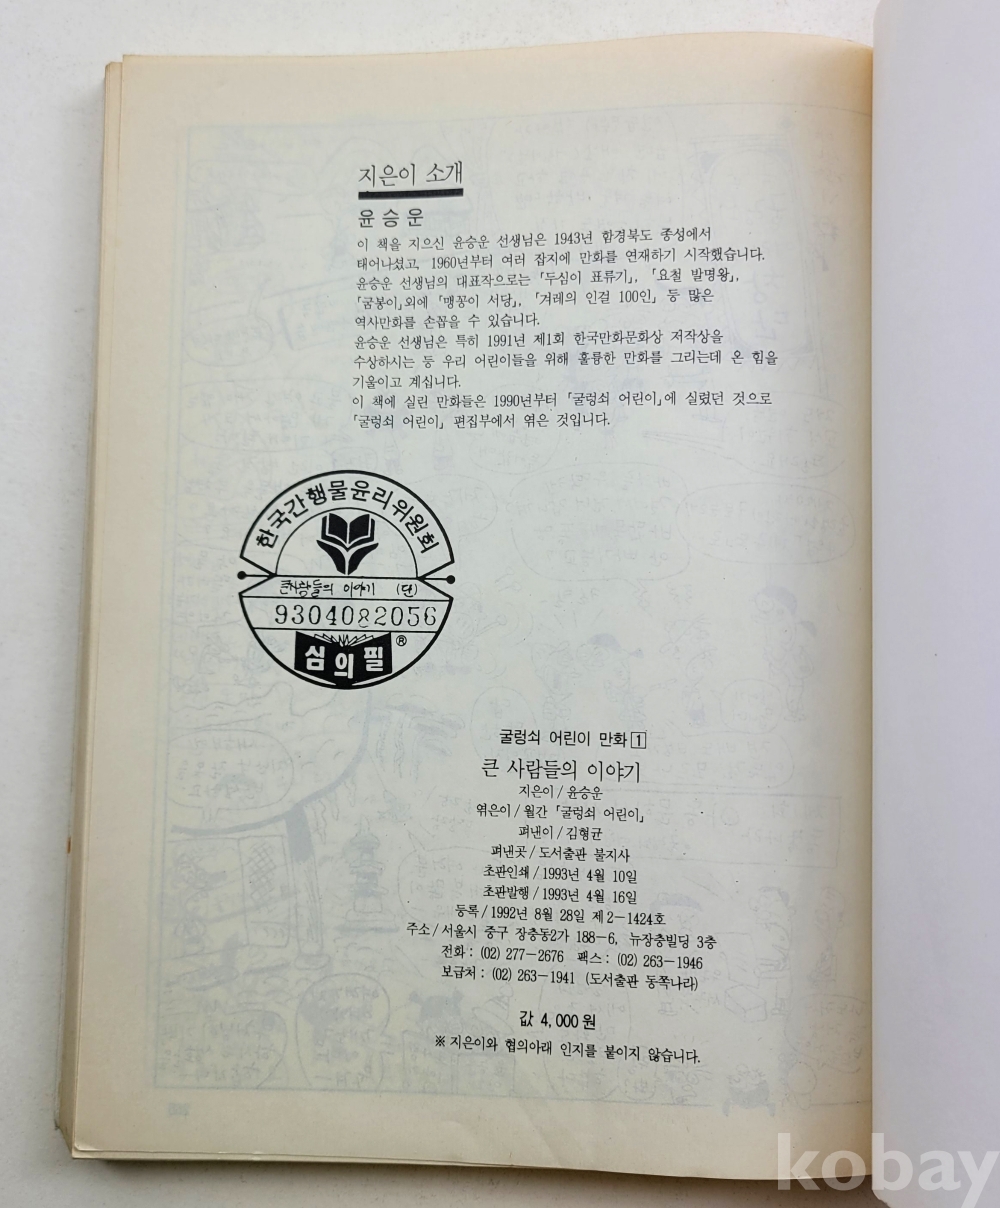 지은이 소개
윤승운
이 책을 지으신 윤승운 선생님은 1943년 함경북도 종성에서
태어나셨고, 1960년부터 여러 잡지에 만화를 연재하기 시작했습니다.
윤승운 선생님의 대표작으로는 「두심이 표류기」, 「요철 발명왕」,
「굼봉이」외에 「맹꽁이 서당」, 「겨레의 인걸 100인」 등 많은
역사만화를 손꼽을 수 있습니다.
윤승운 선생님은 특히 1991년 제1회 한국만화문화상 저작상을
수상하시는 등 우리 어린이들을 위해 훌륭한 만화를 그리는데 온 힘을
기울이고 계십니다.
이 책에 실린 만화들은 1990년부터 「굴렁쇠 어린이」에 실렸던 것으로
「굴렁쇠 어린이」 편집부에서 엮은 것입니다.
한국간행물윤리위원회
큰사람들의 이야기 (단)
9304082056
심의필 ®
굴렁쇠 어린이 만화 1
큰 사람들의 이야기
지은이/윤승운
엮은이/월간 「굴렁쇠 어린이」
펴낸이/김형균
펴낸곳/도서출판 불지사
초판인쇄/1993년 4월 10일
초판발행/1993년 4월 16일
등록/1992년 8월 28일 제2-1424호
주소/서울시 중구 장충동2가 188-6, 뉴장충빌딩 3층
전화: (02) 277-2676 팩스: (02) 263-1946
보급처: (02) 263-1941 (도서출판 동쪽나라)
값 4,000원
※ 지은이와 협의아래 인지를 붙이지 않습니다.
kobay